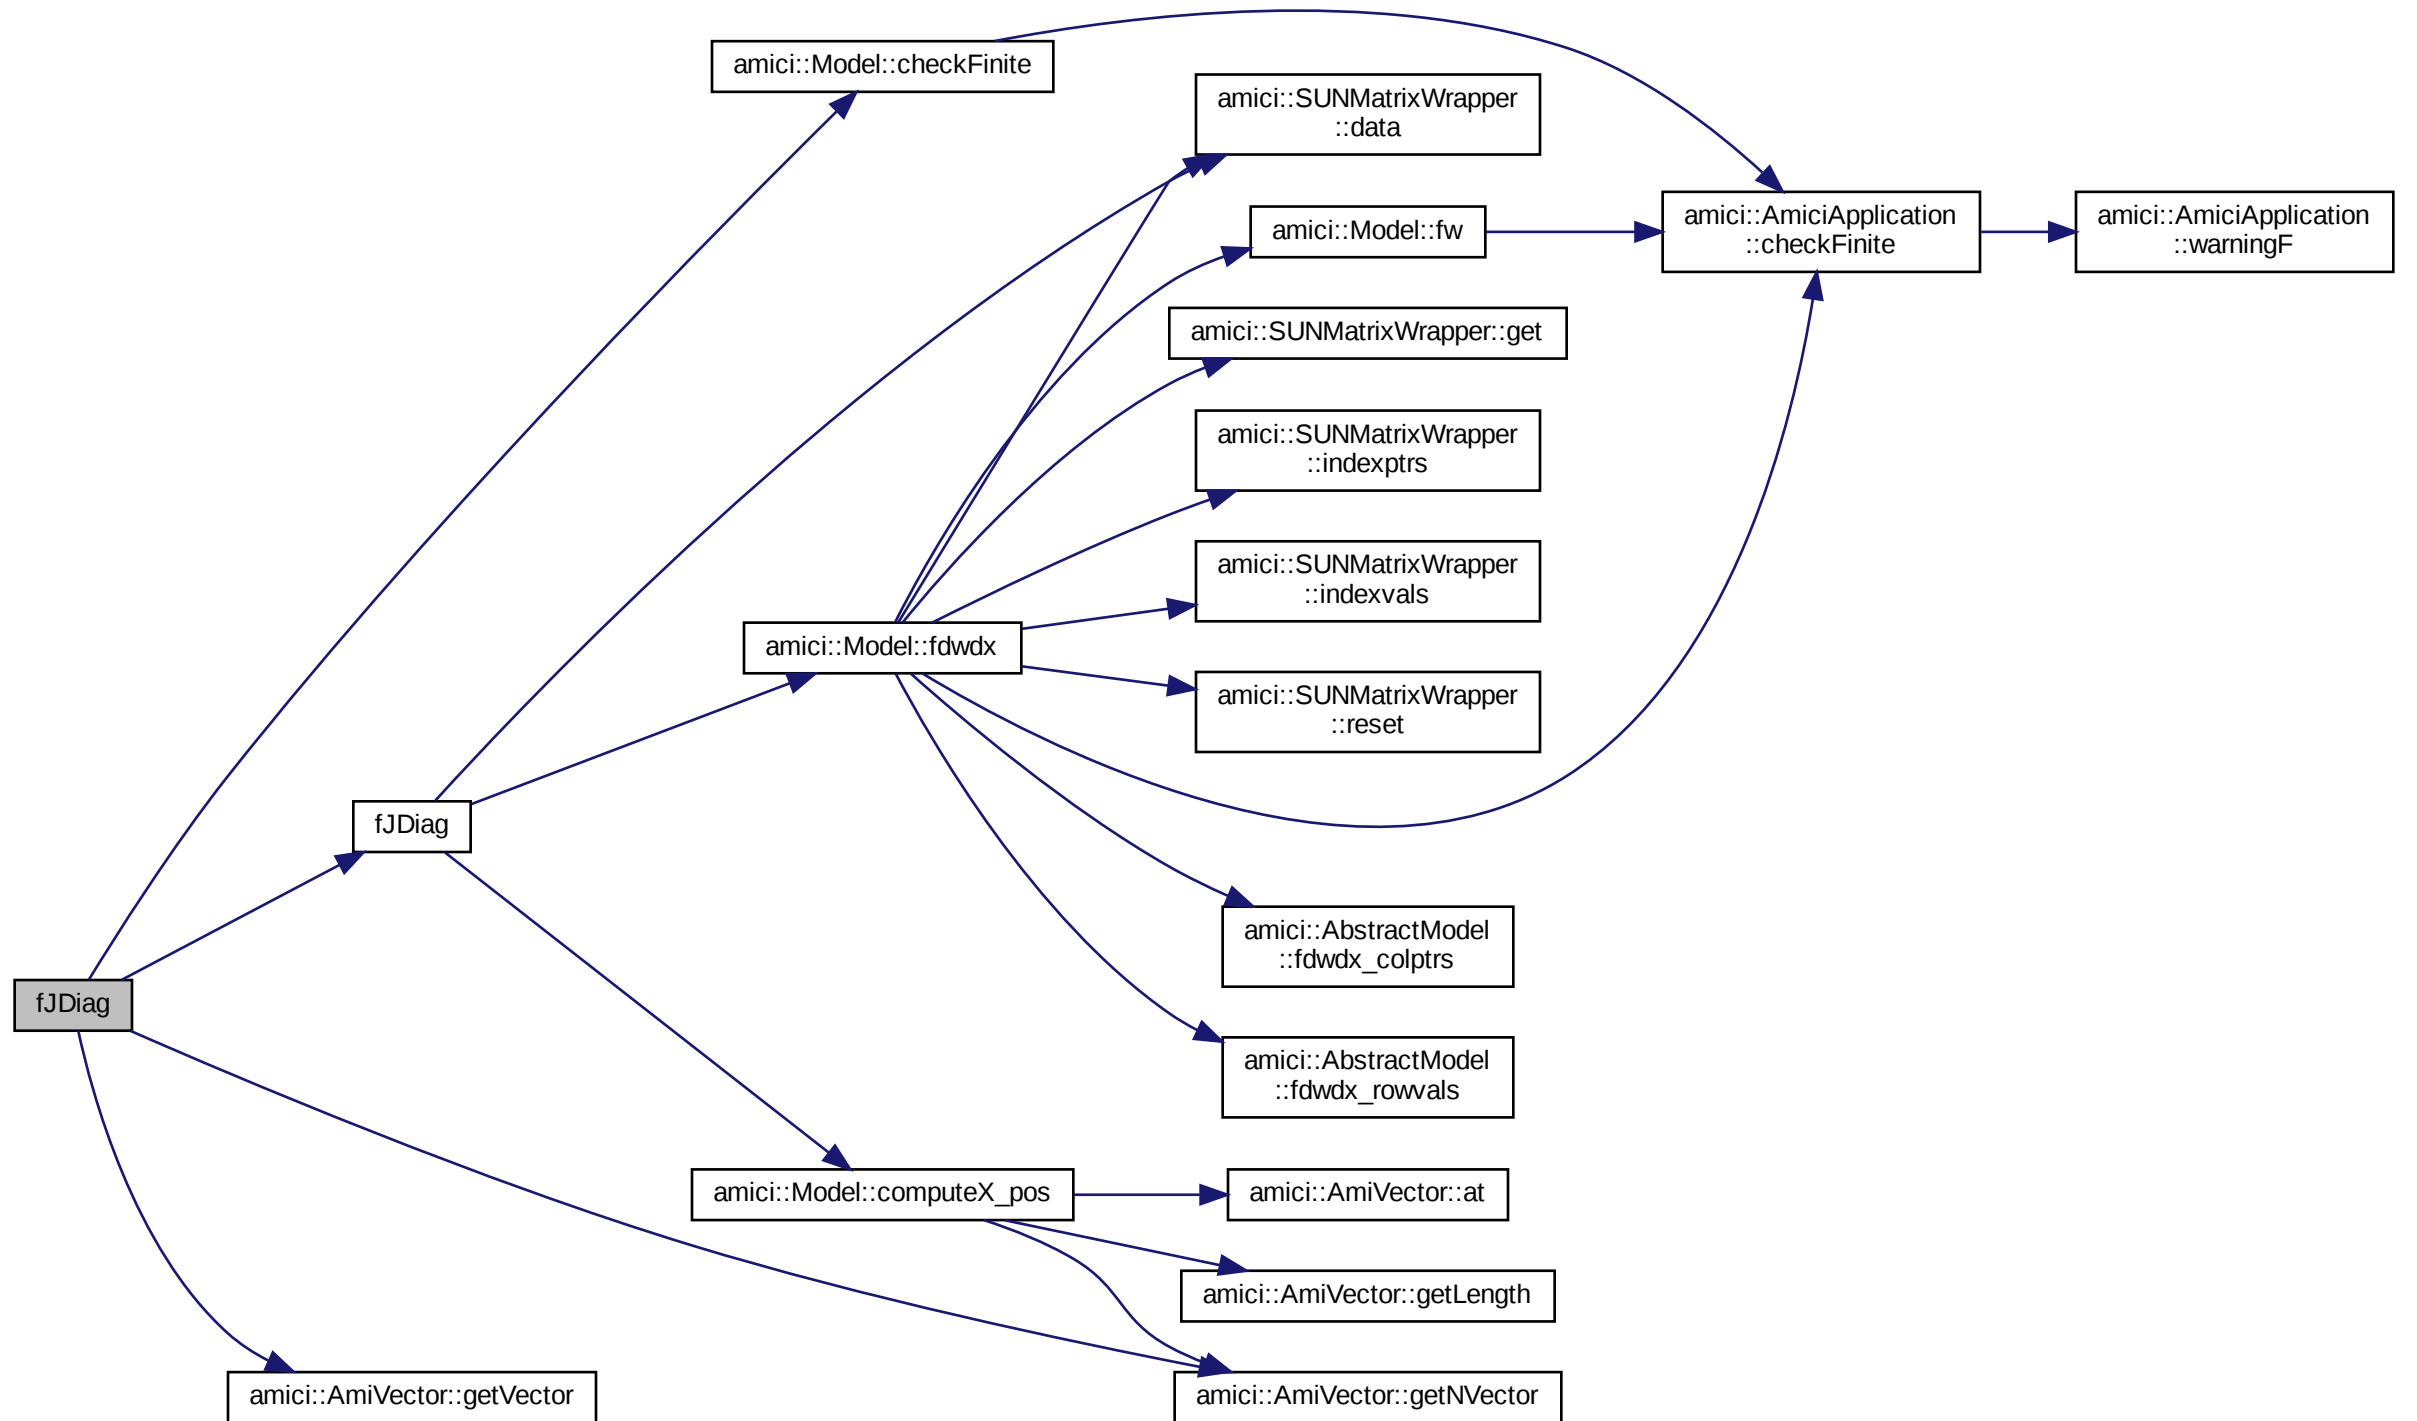 amici::Model::checkFinite
amici::SUNMatrixWrapper
::data
amici::Model::fw
amici::AmiciApplication
::checkFinite
amici::AmiciApplication
::warningF
amici::SUNMatrixWrapper::get
amici::SUNMatrixWrapper
::indexptrs
amici::SUNMatrixWrapper
::indexvals
amici::Model::fdwdx
amici::SUNMatrixWrapper
::reset
fJDiag
amici::AbstractModel
::fdwdx_colptrs
fJDiag
amici::AbstractModel
::fdwdx_rowvals
amici::Model::computeX_pos
amici::AmiVector::at
amici::AmiVector::getLength
amici::AmiVector::getVector
amici::AmiVector::getNVector